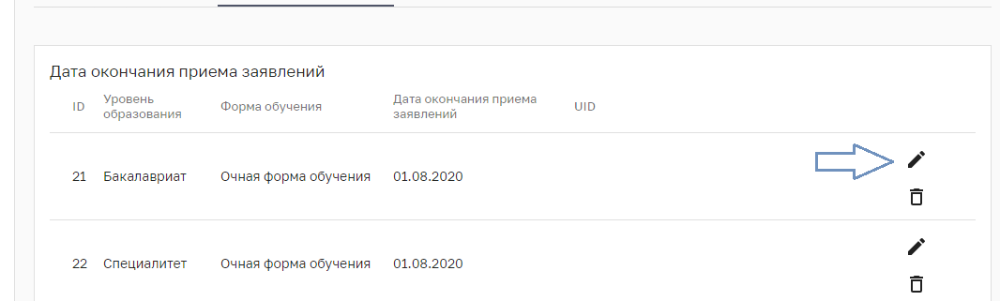 Дата окончания приема заявлений
ID Уровень образования Форма обучения Дата окончания приема заявлений UID
21 Бакалавриат Очная форма обучения 01.08.2020
22 Специалитет Очная форма обучения 01.08.2020